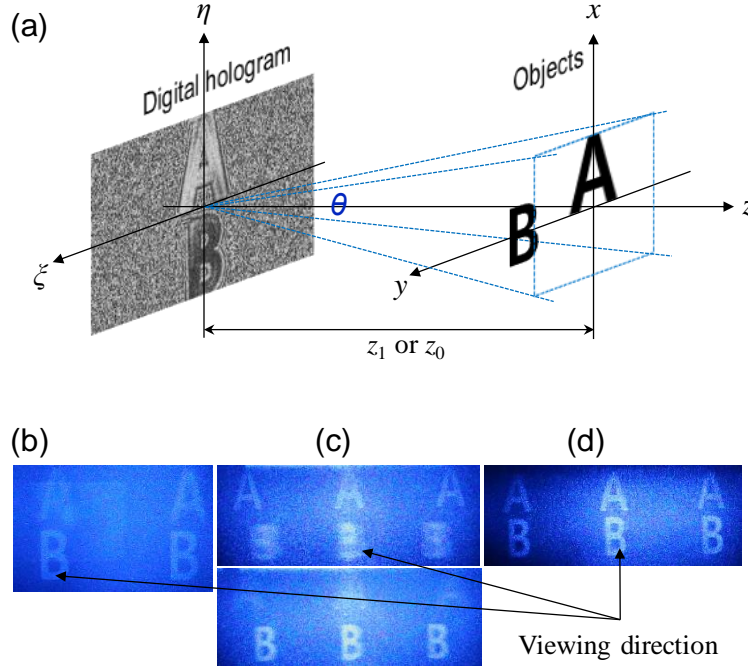 (a)
η
x
Digital hologram
Objects
A
B
θ
A
B
z
ξ
y
z₁ or z₀
(b)
(c)
(d)
A A
B B
A A A
B B B
A A A
B B B
B B B
Viewing direction